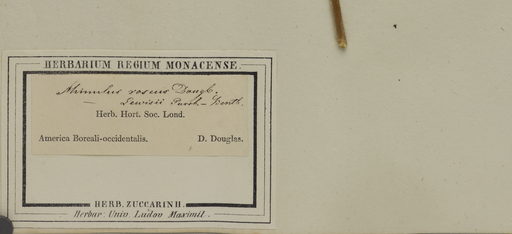 HERBARIUM REGIUM MONACENSE.
Mimulus roseus Dougl.
— Lewisii Pursh – Benth.
Herb. Hort. Soc. Lond.
America Boreali-occidentalis. D. Douglas.
HERB. ZUCCARINII.
Herbar. Univ. Ludov. Maximil.